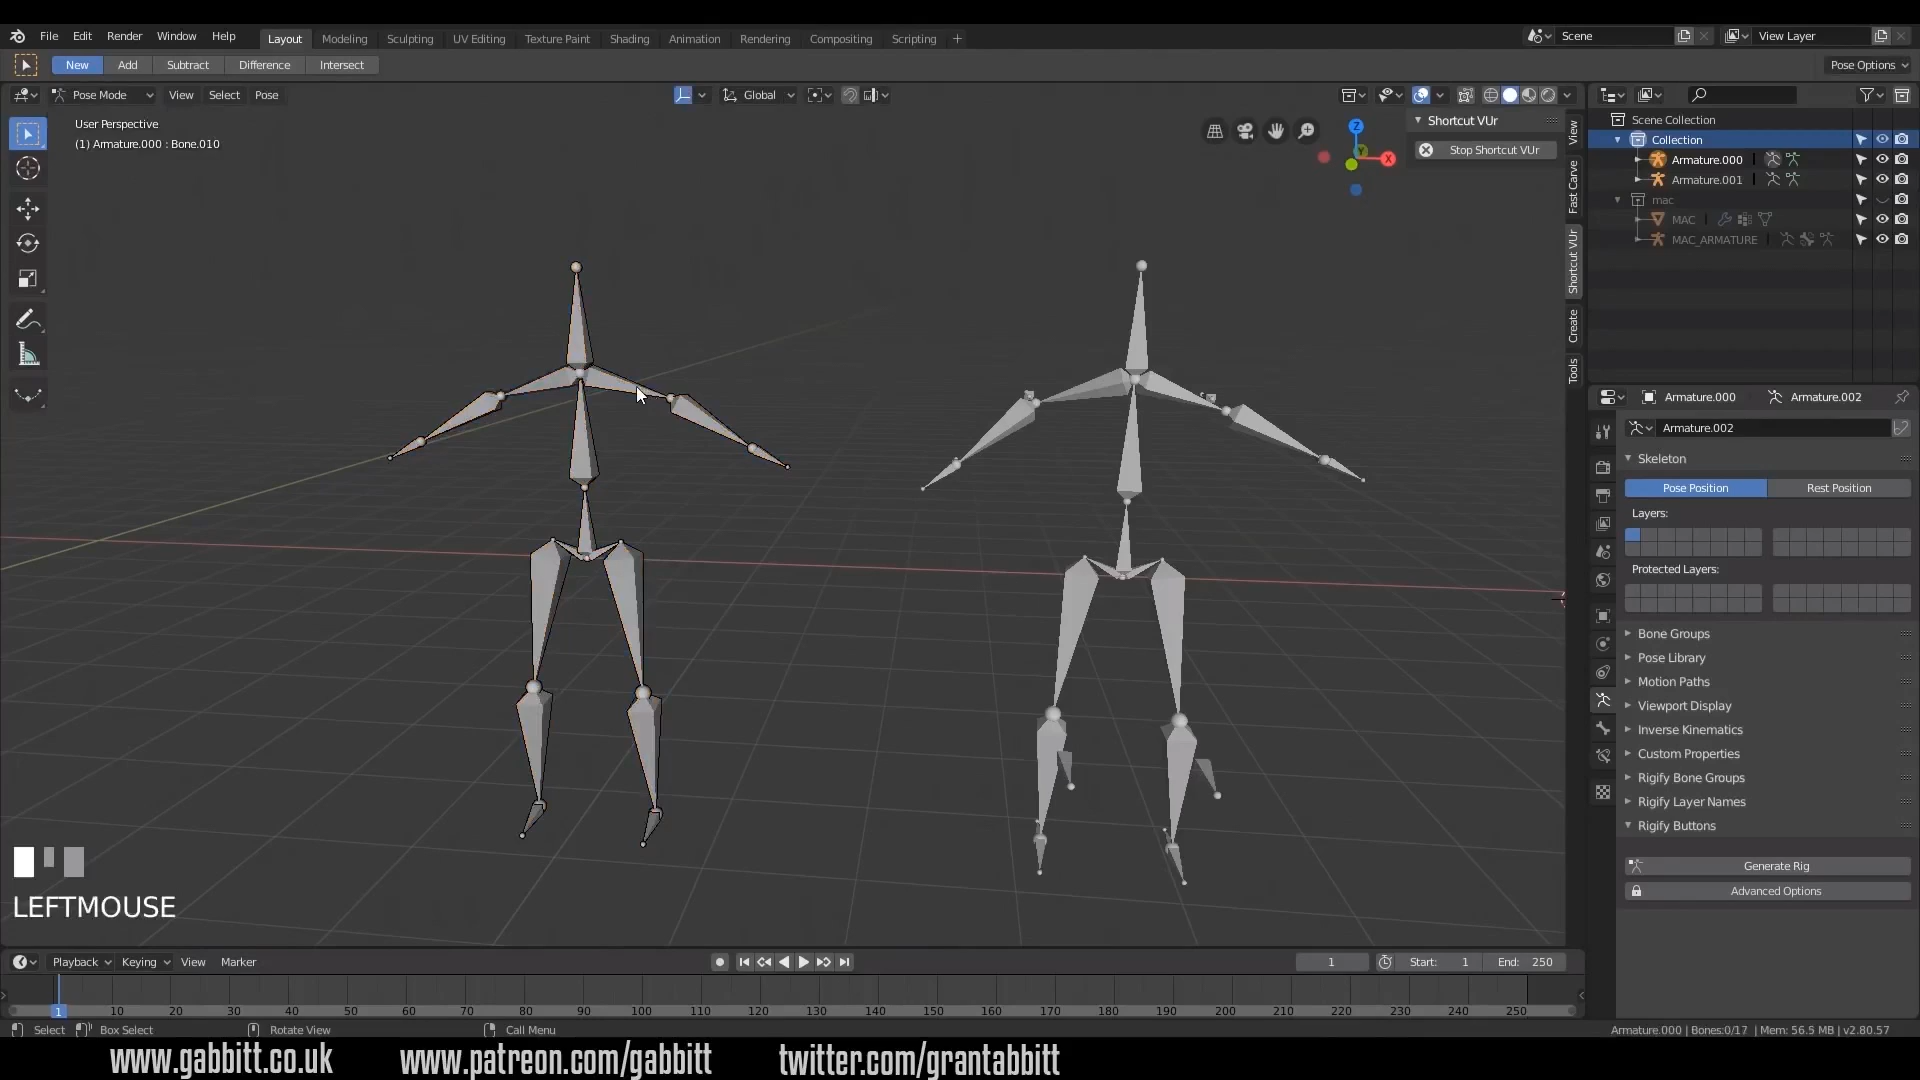 File Edit Render Window Help Layout Modeling Sculpting UV Editing Texture Paint Shading Animation Rendering Compositing Scripting + Scene View Layer
New Add Subtract Difference Intersect Pose Options
Pose Mode View Select Pose Global
User Perspective
(1) Armature.000 : Bone.010
Shortcut VUr
Stop Shortcut VUr
Z
Y
X
View
Fast Carve
Shortcut VUr
Create
Tools
Scene Collection
Collection
Armature.000
Armature.001
mac
MAC
MAC_ARMATURE
Armature.000 Armature.002
Armature.002
Skeleton
Pose Position Rest Position
Layers:
Protected Layers:
Bone Groups
Pose Library
Motion Paths
Viewport Display
Inverse Kinematics
Custom Properties
Rigify Bone Groups
Rigify Layer Names
Rigify Buttons
Generate Rig
Advanced Options
LEFTMOUSE
Playback Keying View Marker 1 Start: 1 End: 250
1 10 20 30 40 50 60 70 80 90 100 110 120 130 140 150 160 170 180 190 200 210 220 230 240 250
Select Box Select Rotate View Call Menu Armature.000 | Bones:0/17 | Mem: 56.5 MB | v2.80.57
www.gabbitt.co.uk www.patreon.com/gabbitt twitter.com/grantabbitt